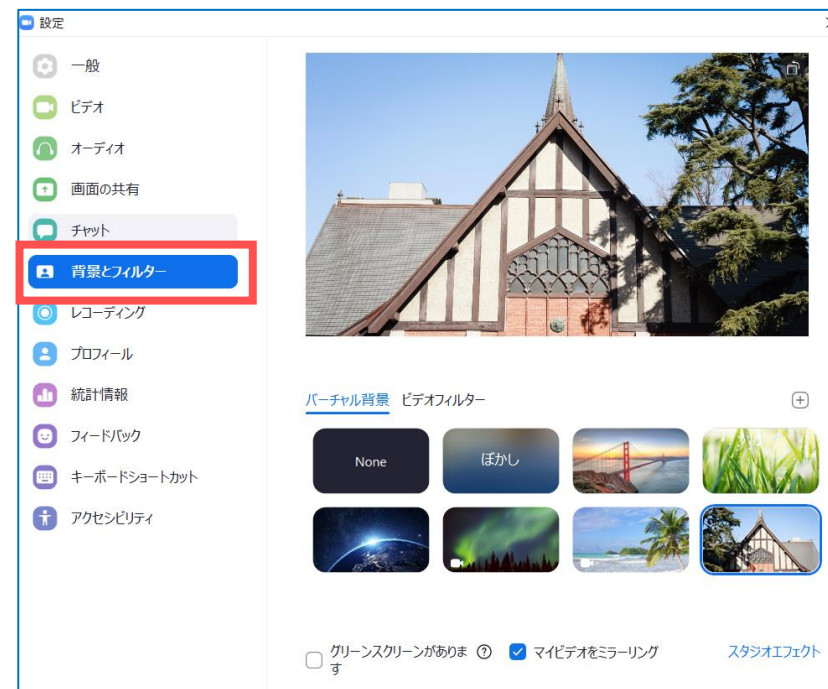 設定
一般
ビデオ
オーディオ
画面の共有
チャット
背景とフィルター
レコーディング
プロフィール
統計情報
フィードバック
キーボードショートカット
アクセシビリティ
バーチャル背景 ビデオフィルター
None
ぼかし
グリーンスクリーンがありま
す
マイビデオをミラーリング
スタジオエフェクト